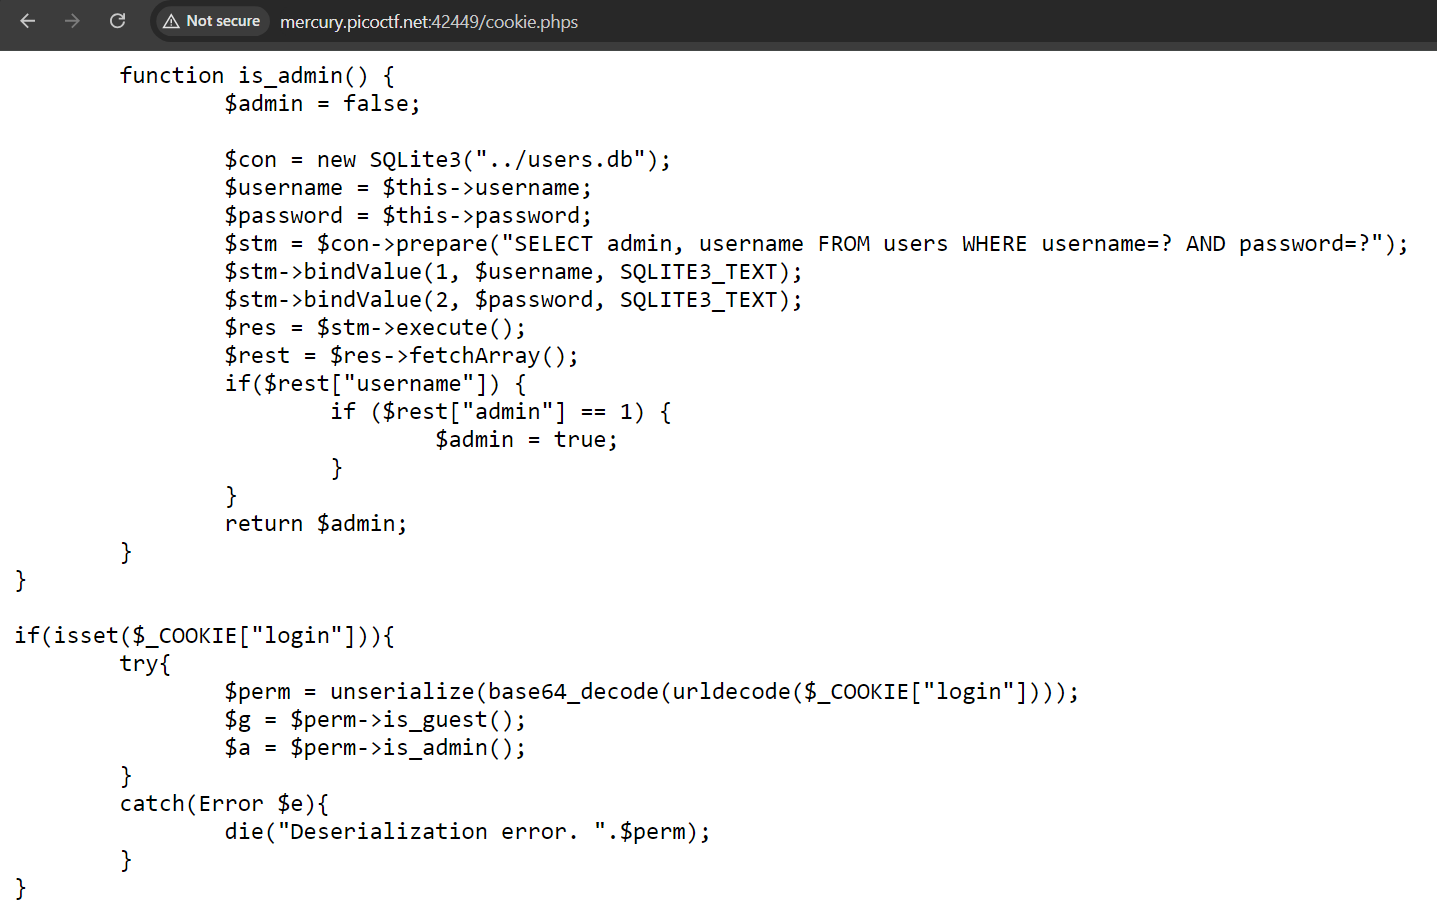 Not secure mercury.picoctf.net:42449/cookie.phps
function is_admin() {
$admin = false;
$con = new SQLite3("../users.db");
$username = $this->username;
$password = $this->password;
$stm = $con->prepare("SELECT admin, username FROM users WHERE username=? AND password=?");
$stm->bindValue(1, $username, SQLITE3_TEXT);
$stm->bindValue(2, $password, SQLITE3_TEXT);
$res = $stm->execute();
$rest = $res->fetchArray();
if($rest["username"]) {
if ($rest["admin"] == 1) {
$admin = true;
}
}
return $admin;
}
}
if(isset($_COOKIE["login"])){
try{
$perm = unserialize(base64_decode(urldecode($_COOKIE["login"])));
$g = $perm->is_guest();
$a = $perm->is_admin();
}
catch(Error $e){
die("Deserialization error. ".$perm);
}
}